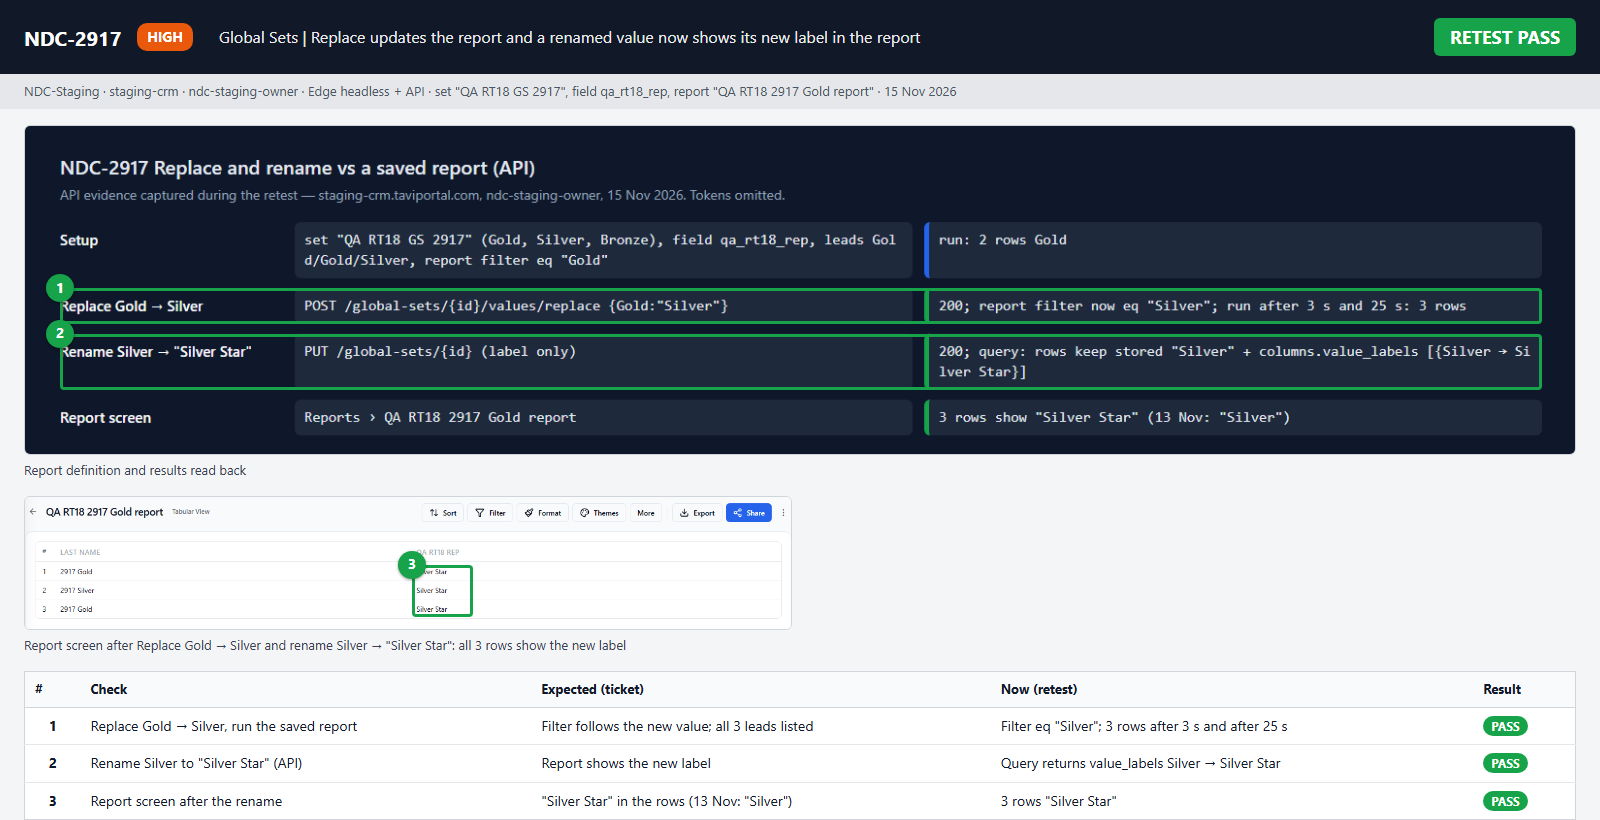 NDC-2917 HIGH Global Sets | Replace updates the report and a renamed value now shows its new label in the report RETEST PASS
NDC-Staging · staging-crm · ndc-staging-owner · Edge headless + API · set "QA RT18 GS 2917", field qa_rt18_rep, report "QA RT18 2917 Gold report" · 15 Nov 2026
NDC-2917 Replace and rename vs a saved report (API)
API evidence captured during the retest — staging-crm.taviportal.com, ndc-staging-owner, 15 Nov 2026. Tokens omitted.
Setup
set "QA RT18 GS 2917" (Gold, Silver, Bronze), field qa_rt18_rep, leads Gol
d/Gold/Silver, report filter eq "Gold"
run: 2 rows Gold
1
Replace Gold → Silver
POST /global-sets/{id}/values/replace {Gold:"Silver"}
200; report filter now eq "Silver"; run after 3 s and 25 s: 3 rows
2
Rename Silver → "Silver Star"
PUT /global-sets/{id} (label only)
200; query: rows keep stored "Silver" + columns.value_labels [{Silver → Si
lver Star}]
Report screen
Reports › QA RT18 2917 Gold report
3 rows show "Silver Star" (13 Nov: "Silver")
Report definition and results read back
← QA RT18 2917 Gold report Tabular View Sort Filter Format Themes More Export Share
# LAST NAME QA RT18 REP
3
1 2917 Gold Silver Star
2 2917 Silver Silver Star
3 2917 Gold Silver Star
Report screen after Replace Gold → Silver and rename Silver → "Silver Star": all 3 rows show the new label
# Check Expected (ticket) Now (retest) Result
1 Replace Gold → Silver, run the saved report Filter follows the new value; all 3 leads listed Filter eq "Silver"; 3 rows after 3 s and after 25 s PASS
2 Rename Silver to "Silver Star" (API) Report shows the new label Query returns value_labels Silver → Silver Star PASS
3 Report screen after the rename "Silver Star" in the rows (13 Nov: "Silver") 3 rows "Silver Star" PASS